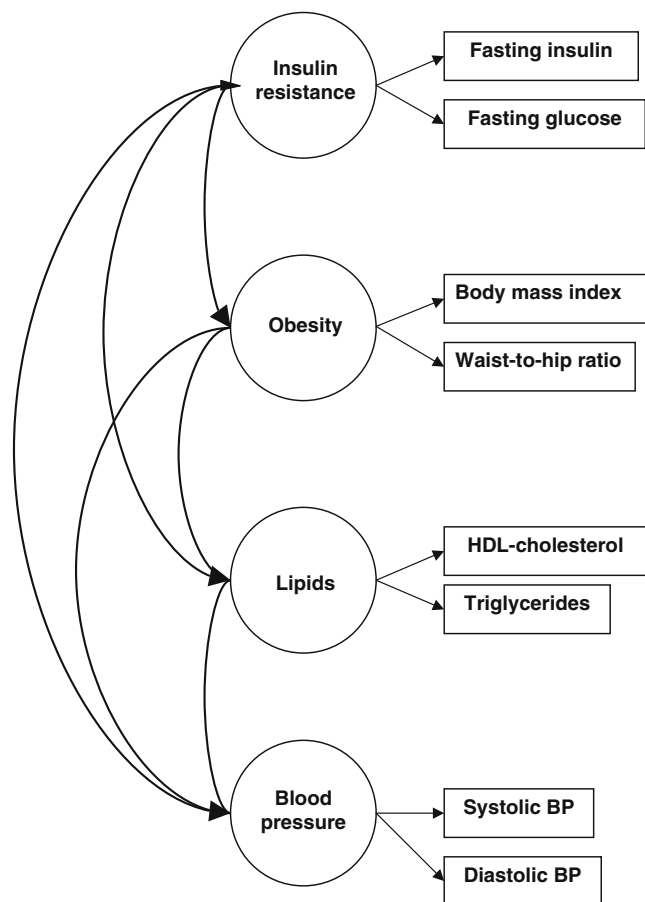 Insulin
resistance
Fasting insulin
Fasting glucose
Obesity
Body mass index
Waist-to-hip ratio
Lipids
HDL-cholesterol
Triglycerides
Blood
pressure
Systolic BP
Diastolic BP